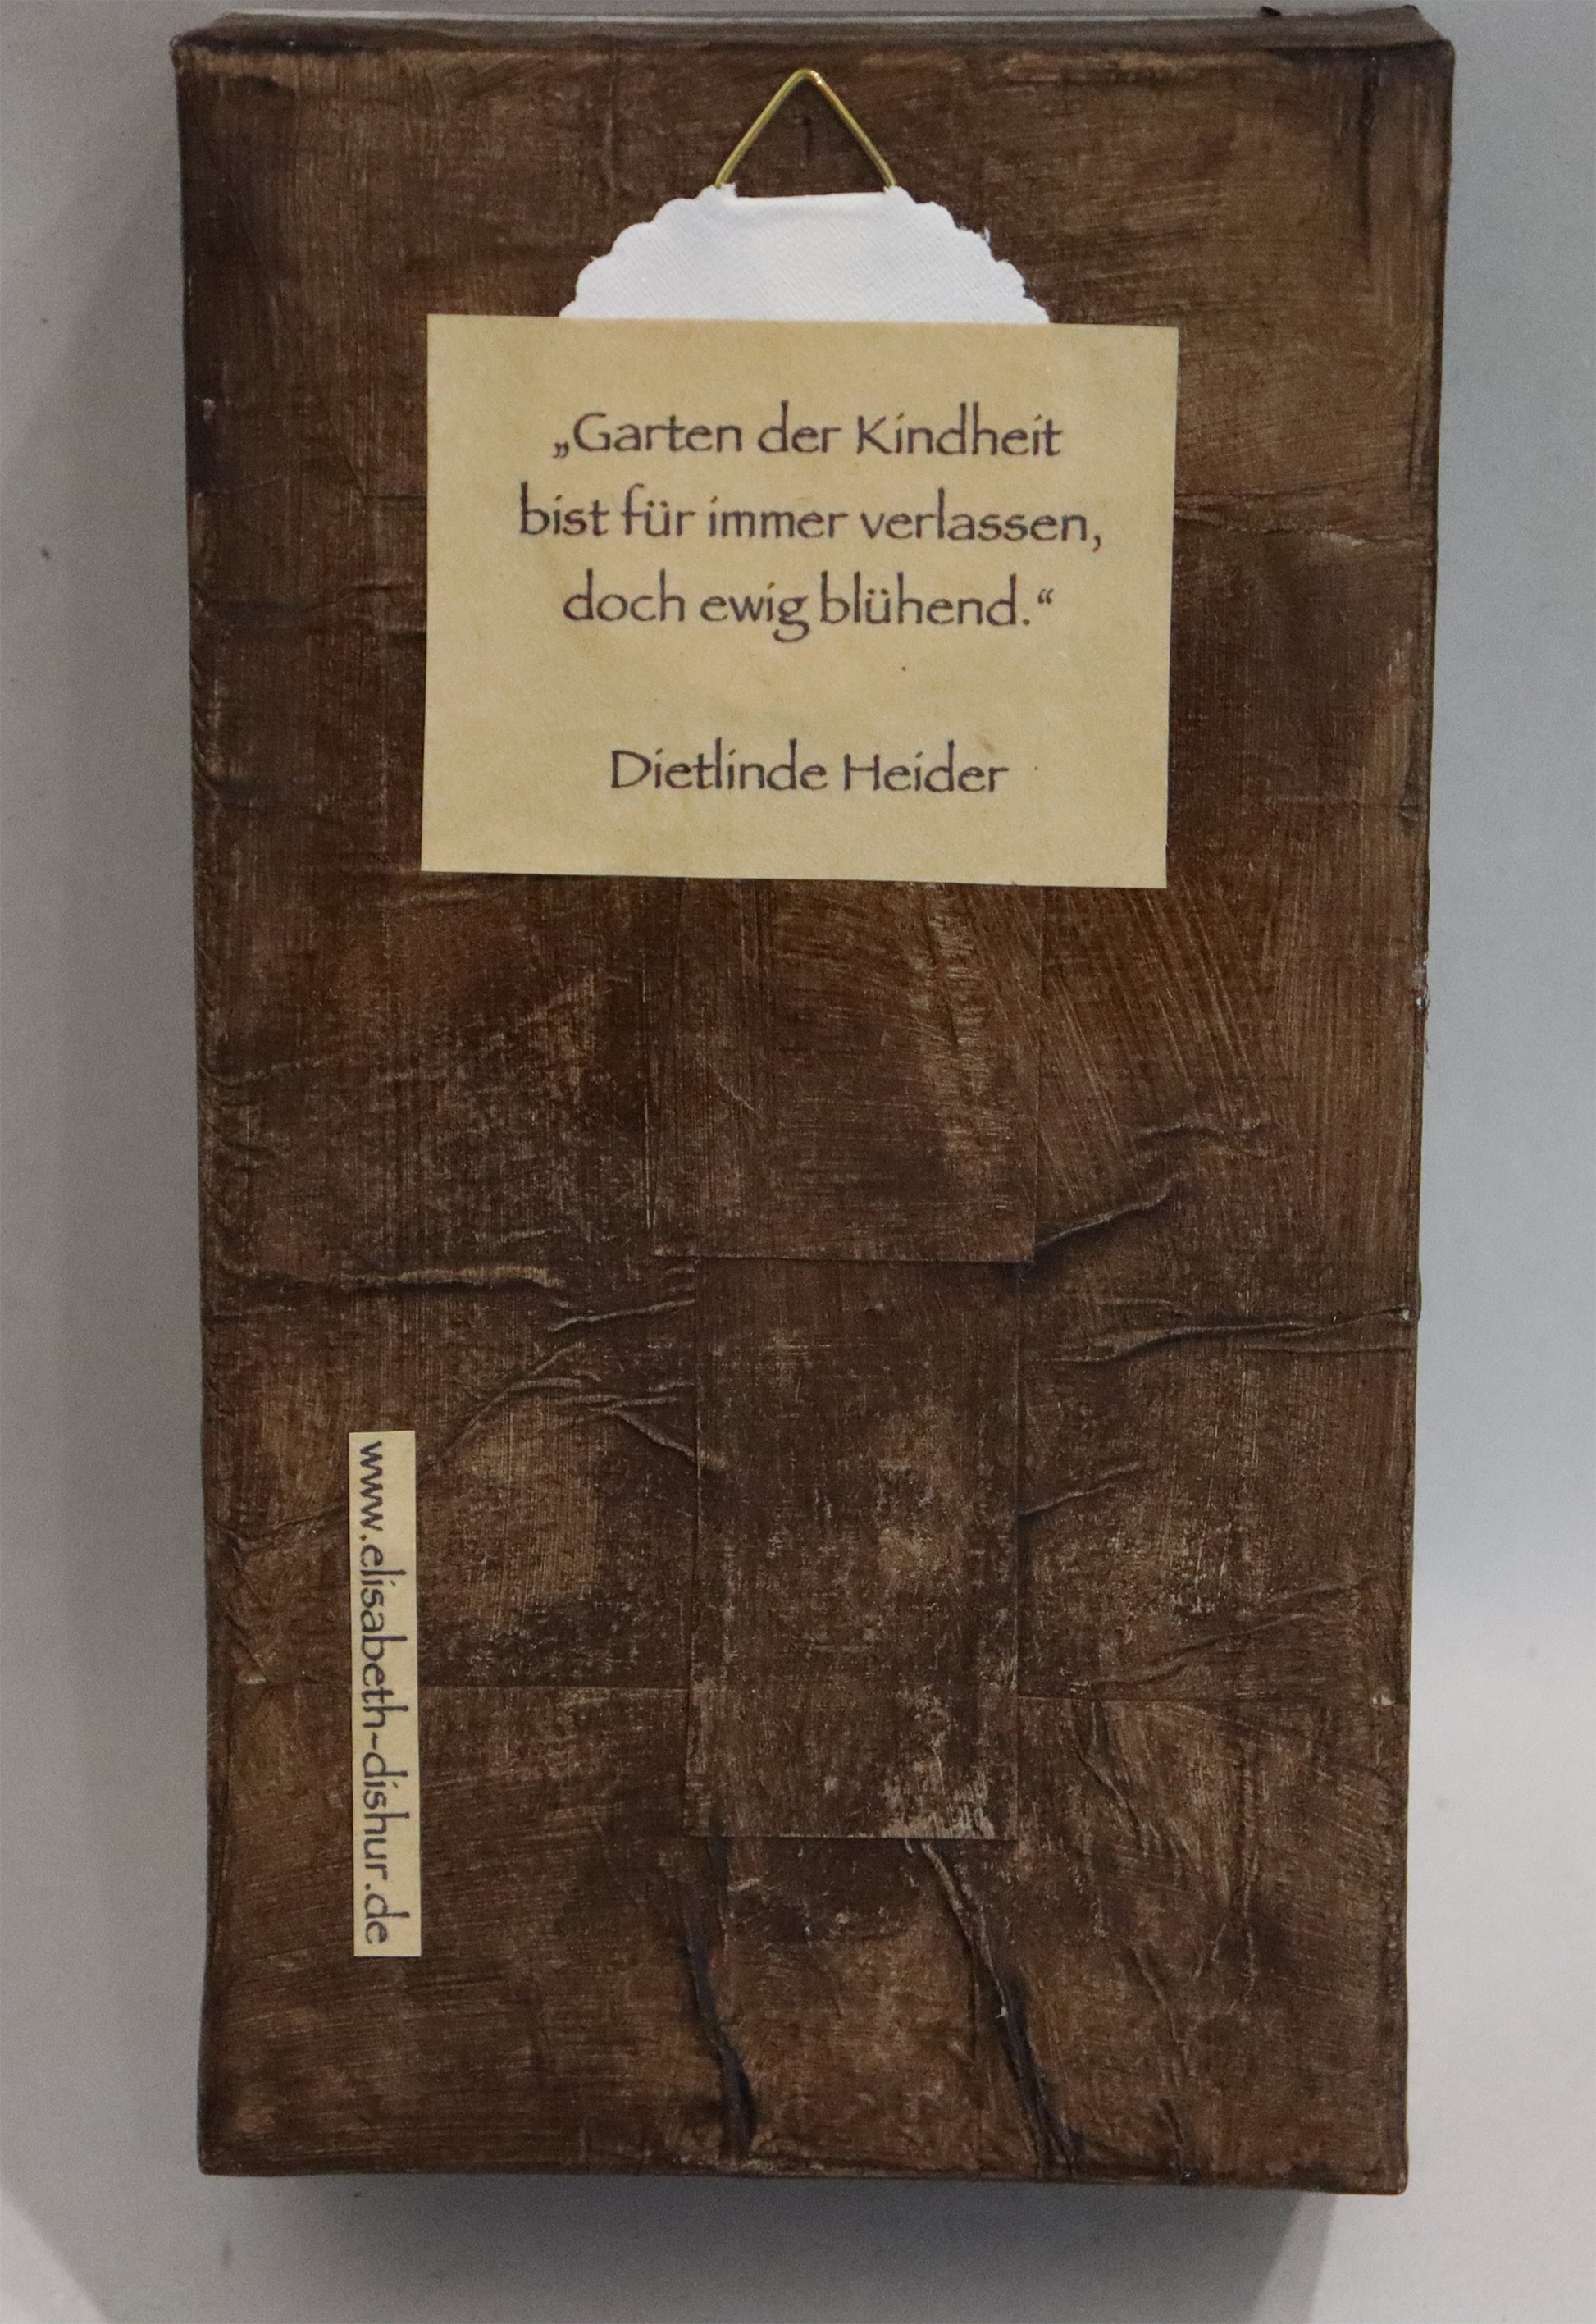 „Garten der Kindheit
bist für immer verlassen,
doch ewig blühend.“
Dietlinde Heider
www.elisabeth-dishur.de